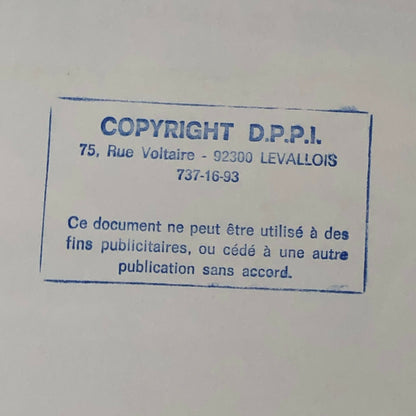 COPYRIGHT D.P.P.I.
75, Rue Voltaire - 92300 LEVALLOIS
737-16-93
Ce document ne peut être utilisé à des
fins publicitaires, ou cédé à une autre
publication sans accord.